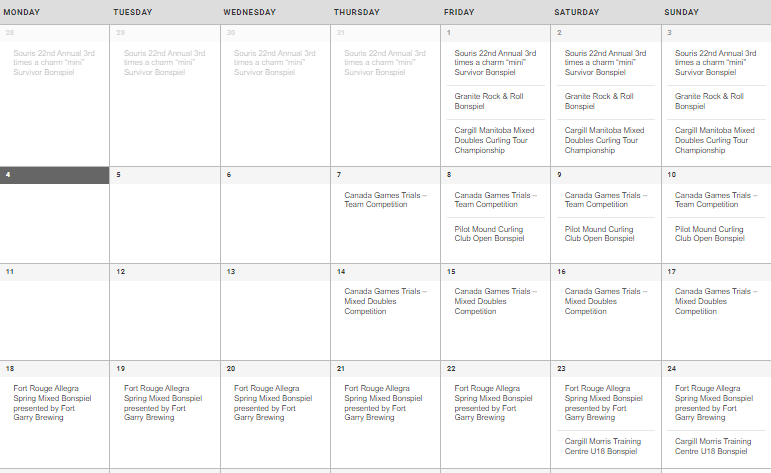 MONDAY TUESDAY WEDNESDAY THURSDAY FRIDAY SATURDAY SUNDAY
28
Souris 22nd Annual 3rd
times a charm "mini"
Survivor Bonspiel
29
Souris 22nd Annual 3rd
times a charm "mini"
Survivor Bonspiel
30
Souris 22nd Annual 3rd
times a charm "mini"
Survivor Bonspiel
31
Souris 22nd Annual 3rd
times a charm "mini"
Survivor Bonspiel
1
Souris 22nd Annual 3rd
times a charm "mini"
Survivor Bonspiel
Granite Rock & Roll
Bonspiel
Cargill Manitoba Mixed
Doubles Curling Tour
Championship
2
Souris 22nd Annual 3rd
times a charm "mini"
Survivor Bonspiel
Granite Rock & Roll
Bonspiel
Cargill Manitoba Mixed
Doubles Curling Tour
Championship
3
Souris 22nd Annual 3rd
times a charm "mini"
Survivor Bonspiel
Granite Rock & Roll
Bonspiel
Cargill Manitoba Mixed
Doubles Curling Tour
Championship
4
5
6
7
Canada Games Trials –
Team Competition
8
Canada Games Trials –
Team Competition
Pilot Mound Curling
Club Open Bonspiel
9
Canada Games Trials –
Team Competition
Pilot Mound Curling
Club Open Bonspiel
10
Canada Games Trials –
Team Competition
Pilot Mound Curling
Club Open Bonspiel
11
12
13
14
Canada Games Trials –
Mixed Doubles
Competition
15
Canada Games Trials –
Mixed Doubles
Competition
16
Canada Games Trials –
Mixed Doubles
Competition
17
Canada Games Trials –
Mixed Doubles
Competition
18
Fort Rouge Allegra
Spring Mixed Bonspiel
presented by Fort
Garry Brewing
19
Fort Rouge Allegra
Spring Mixed Bonspiel
presented by Fort
Garry Brewing
20
Fort Rouge Allegra
Spring Mixed Bonspiel
presented by Fort
Garry Brewing
21
Fort Rouge Allegra
Spring Mixed Bonspiel
presented by Fort
Garry Brewing
22
Fort Rouge Allegra
Spring Mixed Bonspiel
presented by Fort
Garry Brewing
23
Fort Rouge Allegra
Spring Mixed Bonspiel
presented by Fort
Garry Brewing
Cargill Morris Training
Centre U18 Bonspiel
24
Fort Rouge Allegra
Spring Mixed Bonspiel
presented by Fort
Garry Brewing
Cargill Morris Training
Centre U18 Bonspiel